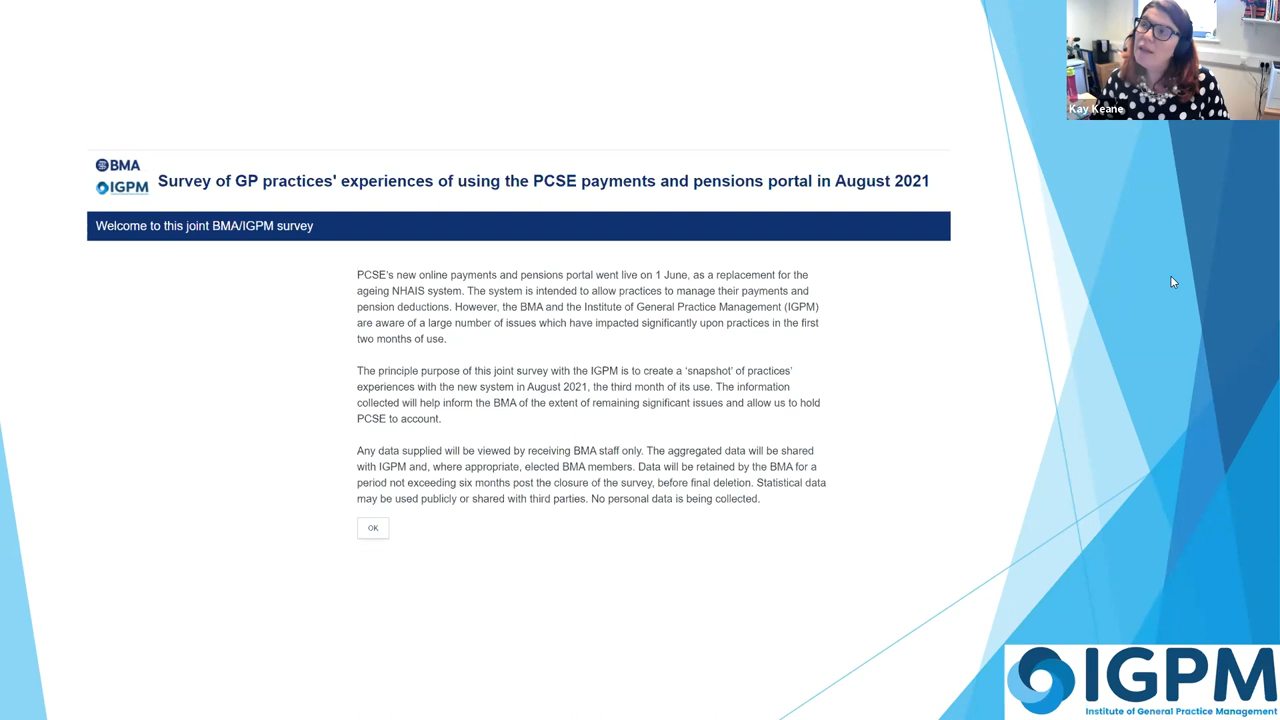 Kay Keane
BMA
IGPM
Survey of GP practices' experiences of using the PCSE payments and pensions portal in August 2021
Welcome to this joint BMA/IGPM survey
PCSE's new online payments and pensions portal went live on 1 June, as a replacement for the
ageing NHAIS system. The system is intended to allow practices to manage their payments and
pension deductions. However, the BMA and the Institute of General Practice Management (IGPM)
are aware of a large number of issues which have impacted significantly upon practices in the first
two months of use.
The principle purpose of this joint survey with the IGPM is to create a ‘snapshot’ of practices’
experiences with the new system in August 2021, the third month of its use. The information
collected will help inform the BMA of the extent of remaining significant issues and allow us to hold
PCSE to account.
Any data supplied will be viewed by receiving BMA staff only. The aggregated data will be shared
with IGPM and, where appropriate, elected BMA members. Data will be retained by the BMA for a
period not exceeding six months post the closure of the survey, before final deletion. Statistical data
may be used publicly or shared with third parties. No personal data is being collected.
OK
IGPM
Institute of General Practice Management